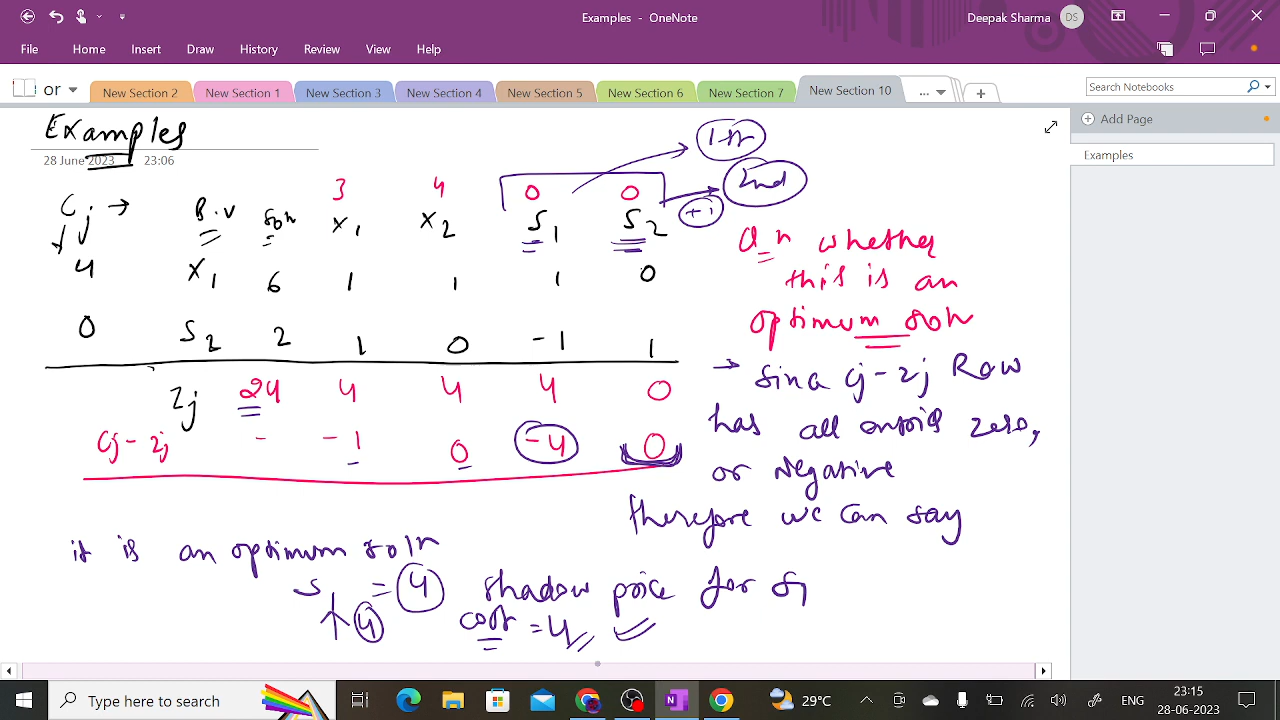 Examples - OneNote
Deepak Sharma DS
File Home Insert Draw History Review View Help
or New Section 2 New Section 1 New Section 3 New Section 4 New Section 5 New Section 6 New Section 7 New Section 10 ...
Search Notebooks
Add Page
Examples
Examples
28 June 2023 23:06
2nd
+1
3 4 0 0
Cj → B.V Soln X1 X2 S1 S2
4 X1 6 1 1 1 0
0 S2 2 1 0 -1 1
Zj 24 4 4 4 0
Cj - Zj - -1 0 -4 0
whether
this is an
optimum soln
→ Since Cj - Zj Row
has all entries zero,
or Negative
therefore we can say
it is an optimum soln
S1 = 4 shadow price for S1
↑ 4 cost = 4
Type here to search
29°C
ENG
23:15
28-06-2023